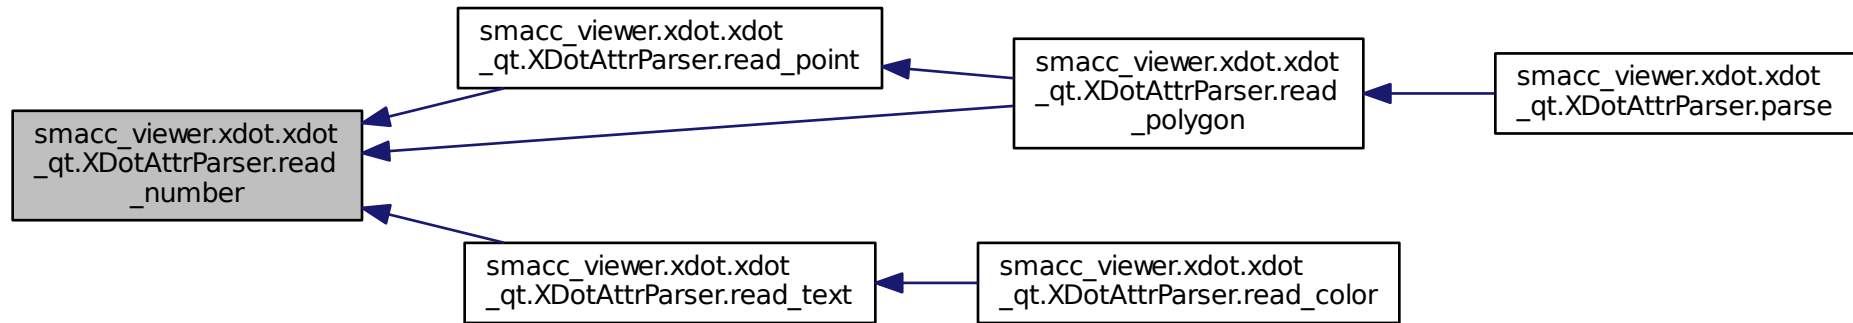 smacc_viewer.xdot.xdot
_qt.XDotAttrParser.read
_number
smacc_viewer.xdot.xdot
_qt.XDotAttrParser.read_point
smacc_viewer.xdot.xdot
_qt.XDotAttrParser.read
_polygon
smacc_viewer.xdot.xdot
_qt.XDotAttrParser.parse
smacc_viewer.xdot.xdot
_qt.XDotAttrParser.read_text
smacc_viewer.xdot.xdot
_qt.XDotAttrParser.read_color